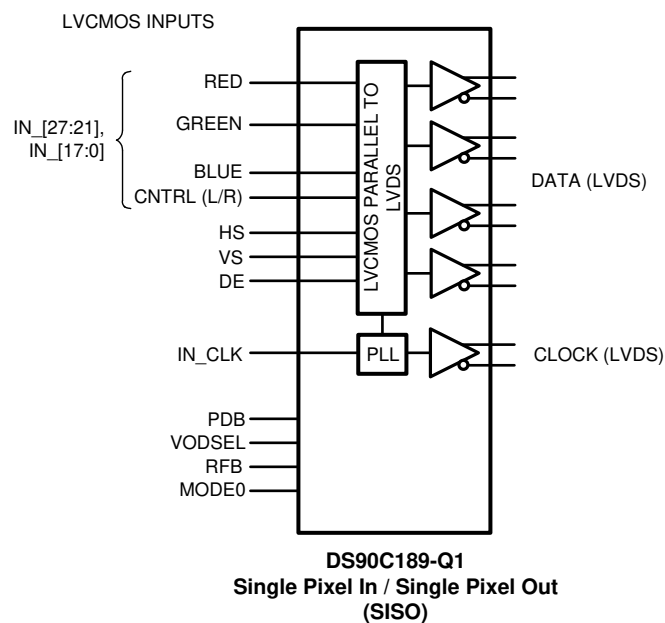 LVCMOS INPUTS
IN_[27:21],
IN_[17:0]
RED
GREEN
BLUE
CNTRL (L/R)
HS
VS
DE
IN_CLK
PDB
VODSEL
RFB
MODE0
LVCMOS PARALLEL TO
LVDS
PLL
DATA (LVDS)
CLOCK (LVDS)
DS90C189-Q1
Single Pixel In / Single Pixel Out
(SISO)